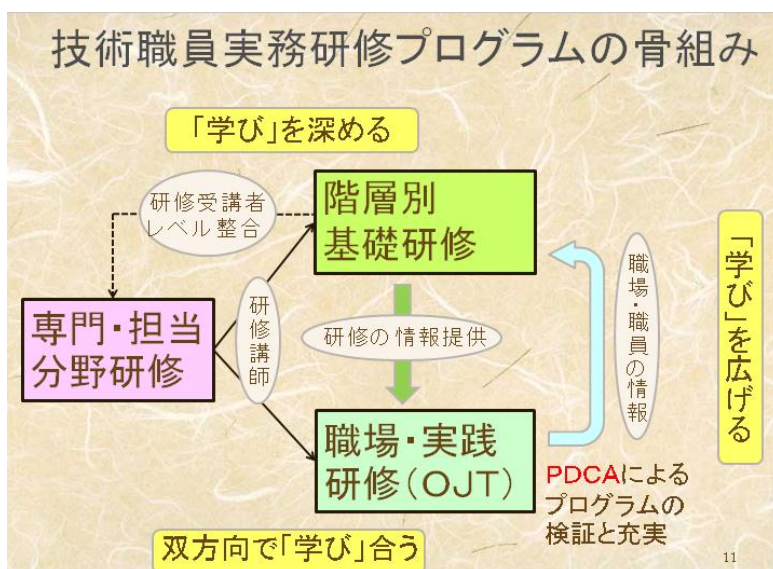 技術職員実務研修プログラムの骨組み
「学び」を深める
研修受講者
レベル整合
階層別
基礎研修
専門・担当
分野研修
研修講師
研修の情報提供
職場・職員の情報
「学び」を広げる
職場・実践
研修（ＯＪＴ）
PDCAによる
プログラムの
検証と充実
双方向で「学び」合う
11